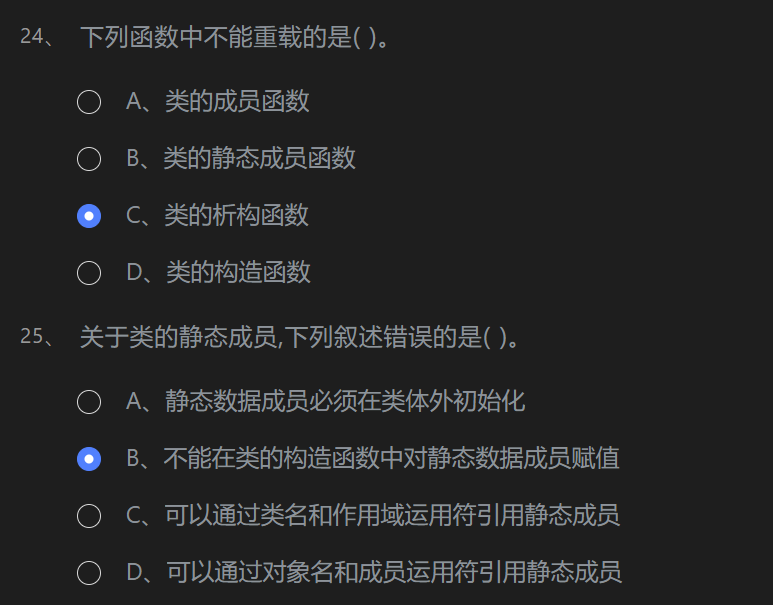 24、 下列函数中不能重载的是( )。
A、类的成员函数
B、类的静态成员函数
C、类的析构函数
D、类的构造函数
25、 关于类的静态成员,下列叙述错误的是( )。
A、静态数据成员必须在类体外初始化
B、不能在类的构造函数中对静态数据成员赋值
C、可以通过类名和作用域运用符引用静态成员
D、可以通过对象名和成员运用符引用静态成员